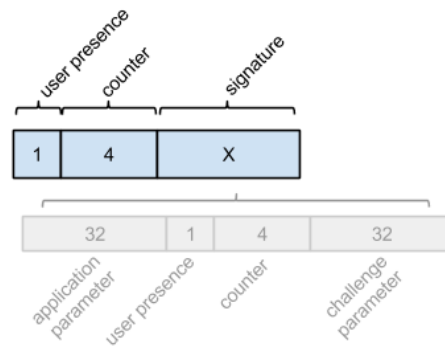 user presence
counter
signature
1 4 X
32 1 4 32
application
parameter
user presence
counter
challenge
parameter